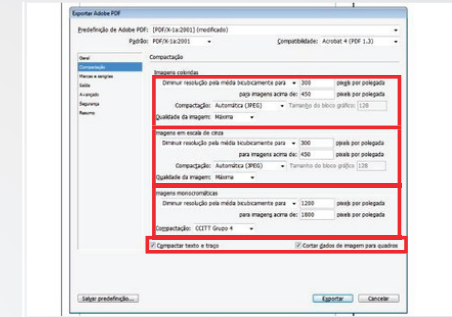 Exportar Adobe PDF
Predefinição de Adobe PDF: [PDF/X-1a:2001] (modificado)
Padrão: PDF/X-1a:2001 Compatibilidade: Acrobat 4 (PDF 1.3)
Geral
Compactação
Marcas e sangrias
Saída
Avançado
Segurança
Resumo
Compactação
Imagens coloridas
Diminuir resolução pela média bicubicamente para 300 pixels por polegada
para imagens acima de: 450 pixels por polegada
Compactação: Automática (JPEG) Tamanho do bloco gráfico: 128
Qualidade da imagem: Máxima
Imagens em escala de cinza
Diminuir resolução pela média bicubicamente para 300 pixels por polegada
para imagens acima de: 450 pixels por polegada
Compactação: Automática (JPEG) Tamanho do bloco gráfico: 128
Qualidade da imagem: Máxima
Imagens monocromáticas
Diminuir resolução pela média bicubicamente para 1200 pixels por polegada
para imagens acima de: 1800 pixels por polegada
Compactação: CCITT Grupo 4
Compactar texto e traço Cortar dados de imagem para quadros
Salvar predefinição... Exportar Cancelar